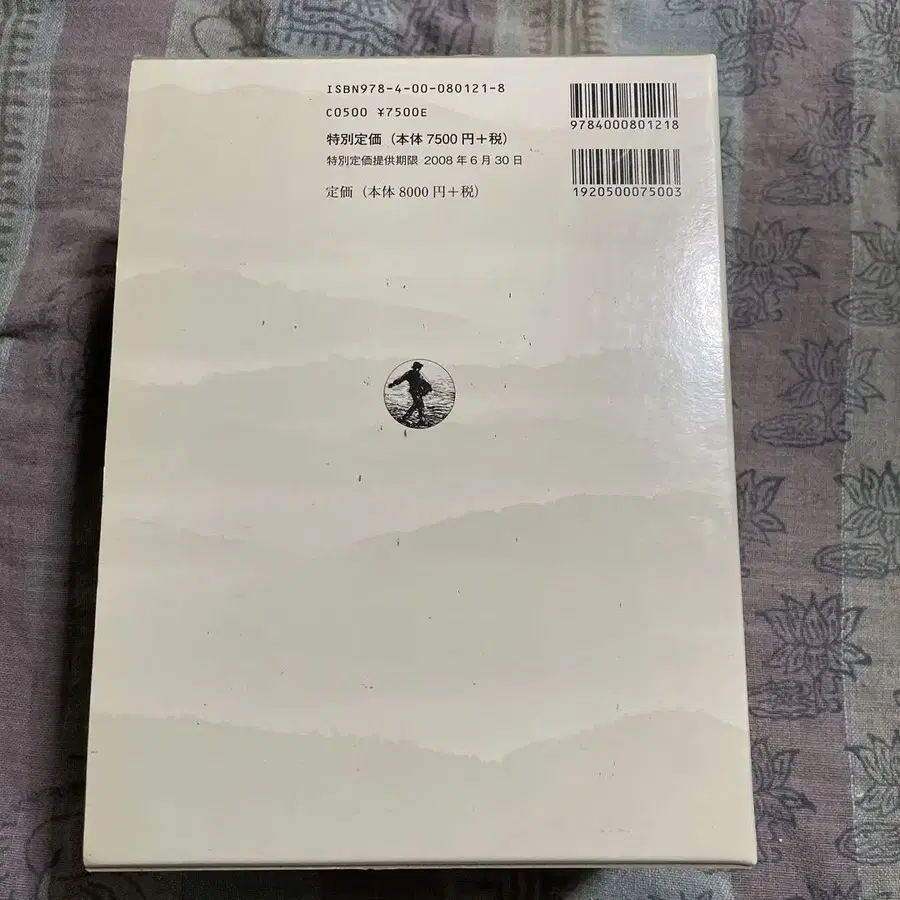 ISBN978-4-00-080121-8
C0500 ¥7500E
特別定価（本体 7500 円＋税）
特別定価提供期限 2008 年 6 月 30 日
定価（本体 8000 円＋税）
9784000801218
1920500075003